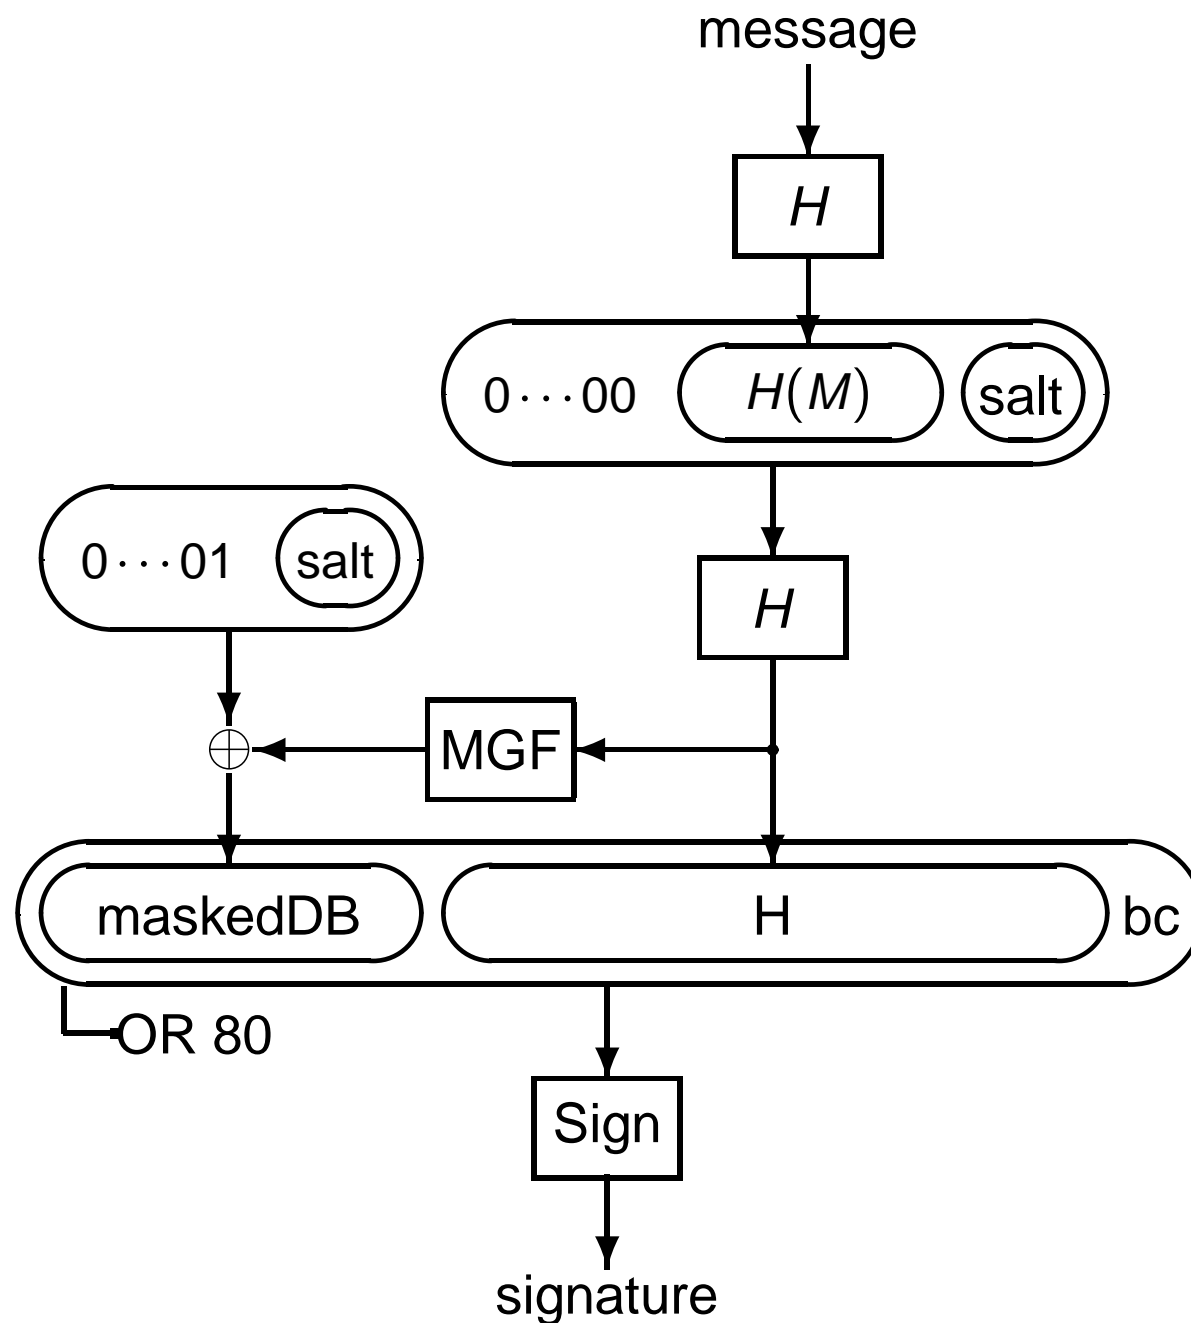 message
H
0···00 H(M) salt
0···01 salt
H
MGF
maskedDB H bc
OR 80
Sign
signature